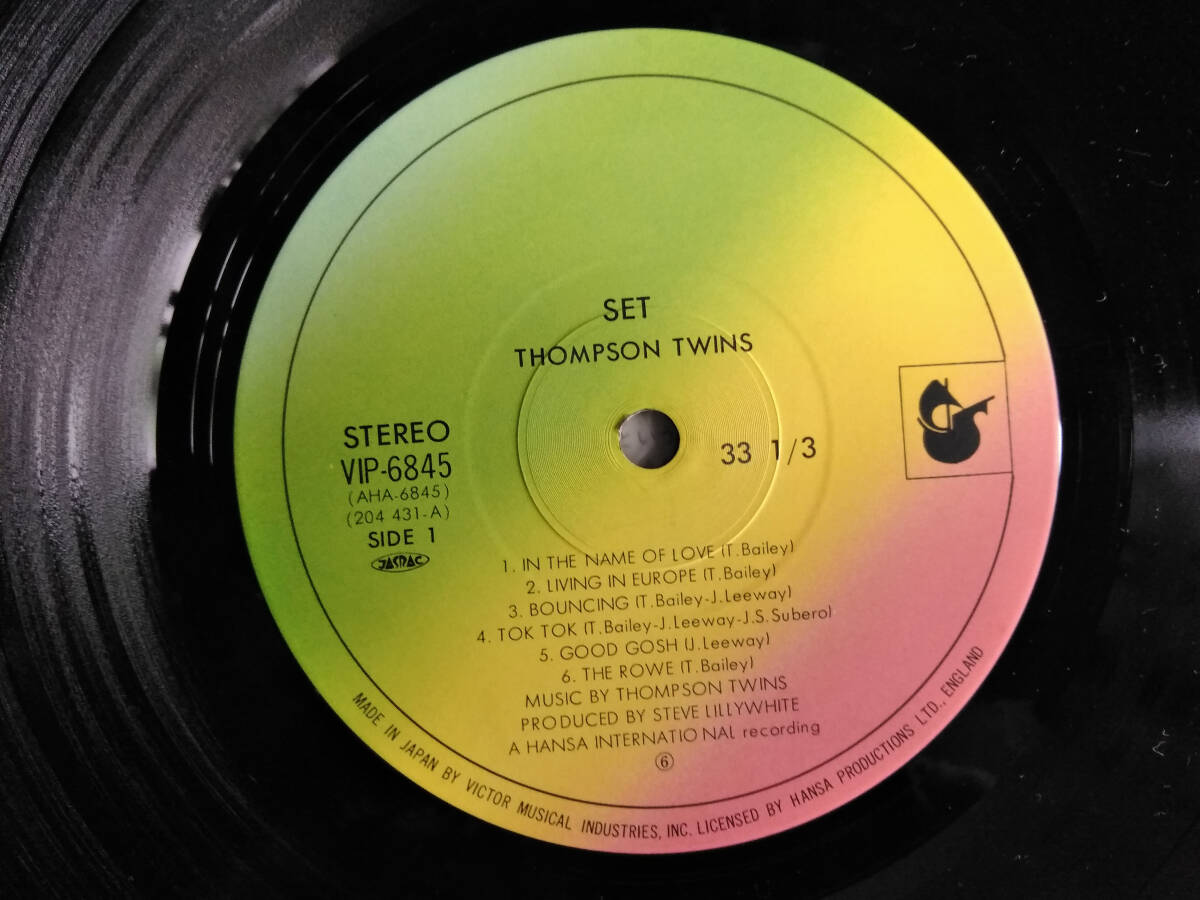 SET
THOMPSON TWINS
STEREO
VIP-6845
(AHA-6845)
(204 431-A)
SIDE 1
JASRAC
33 1/3
1. IN THE NAME OF LOVE (T.Bailey)
2. LIVING IN EUROPE (T.Bailey)
3. BOUNCING (T.Bailey-J.Leeway)
4. TOK TOK (T.Bailey-J.Leeway-J.S.Subero)
5. GOOD GOSH (J.Leeway)
6. THE ROWE (T.Bailey)
MUSIC BY THOMPSON TWINS
PRODUCED BY STEVE LILLYWHITE
A HANSA INTERNATIONAL recording
⑥
MADE IN JAPAN BY VICTOR MUSICAL INDUSTRIES, INC. LICENSED BY HANSA PRODUCTIONS LTD., ENGLAND